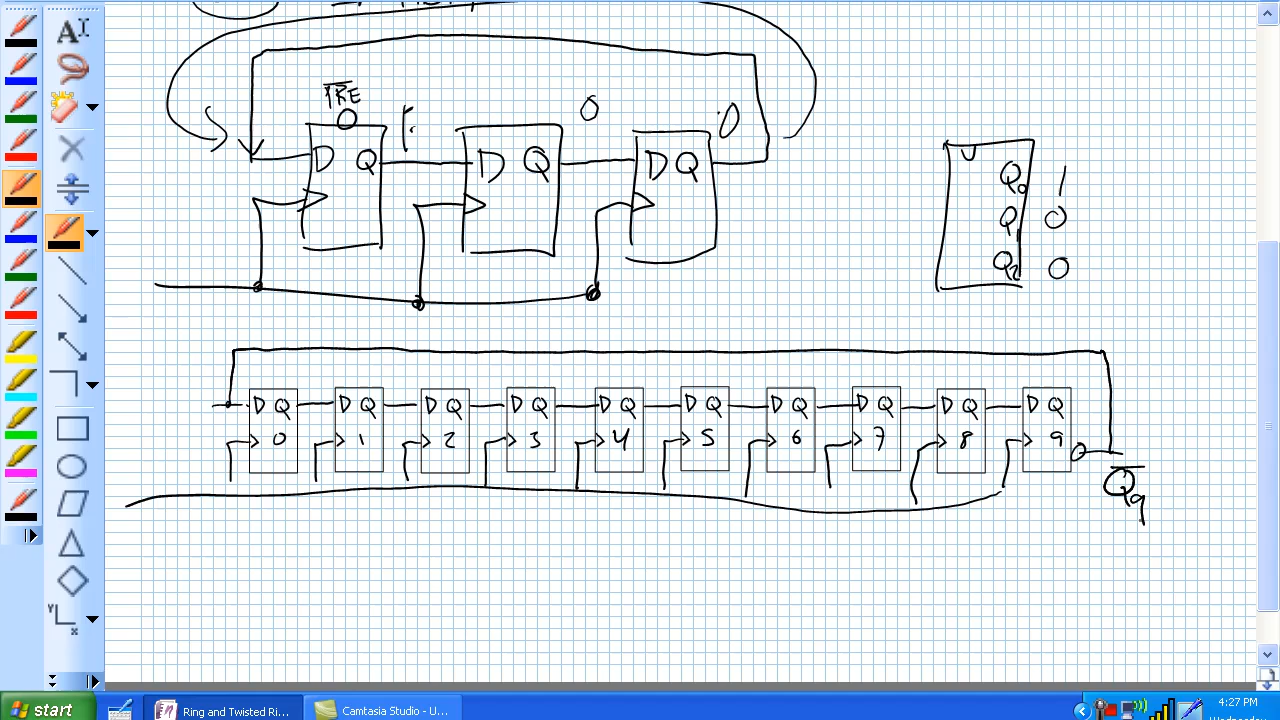 A
PRE
1 0 0
D Q D Q D Q
Q0 1
Q1 0
Q2 0
D Q D Q D Q D Q D Q D Q D Q D Q D Q D Q
0 1 2 3 4 5 6 7 8 9
Q̅9
Y
x
start
Ring and Twisted Ri...
Camtasia Studio - U...
4:27 PM